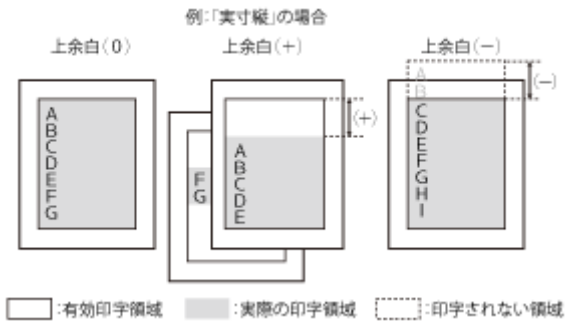 例:「実寸縦」の場合
上余白(0)
上余白(+)
上余白(-)
A
B
C
D
E
F
G
F
G
(+)
A
B
C
D
E
A
B
(-)
C
D
E
F
G
H
I
:有効印字領域
:実際の印字領域
:印字されない領域